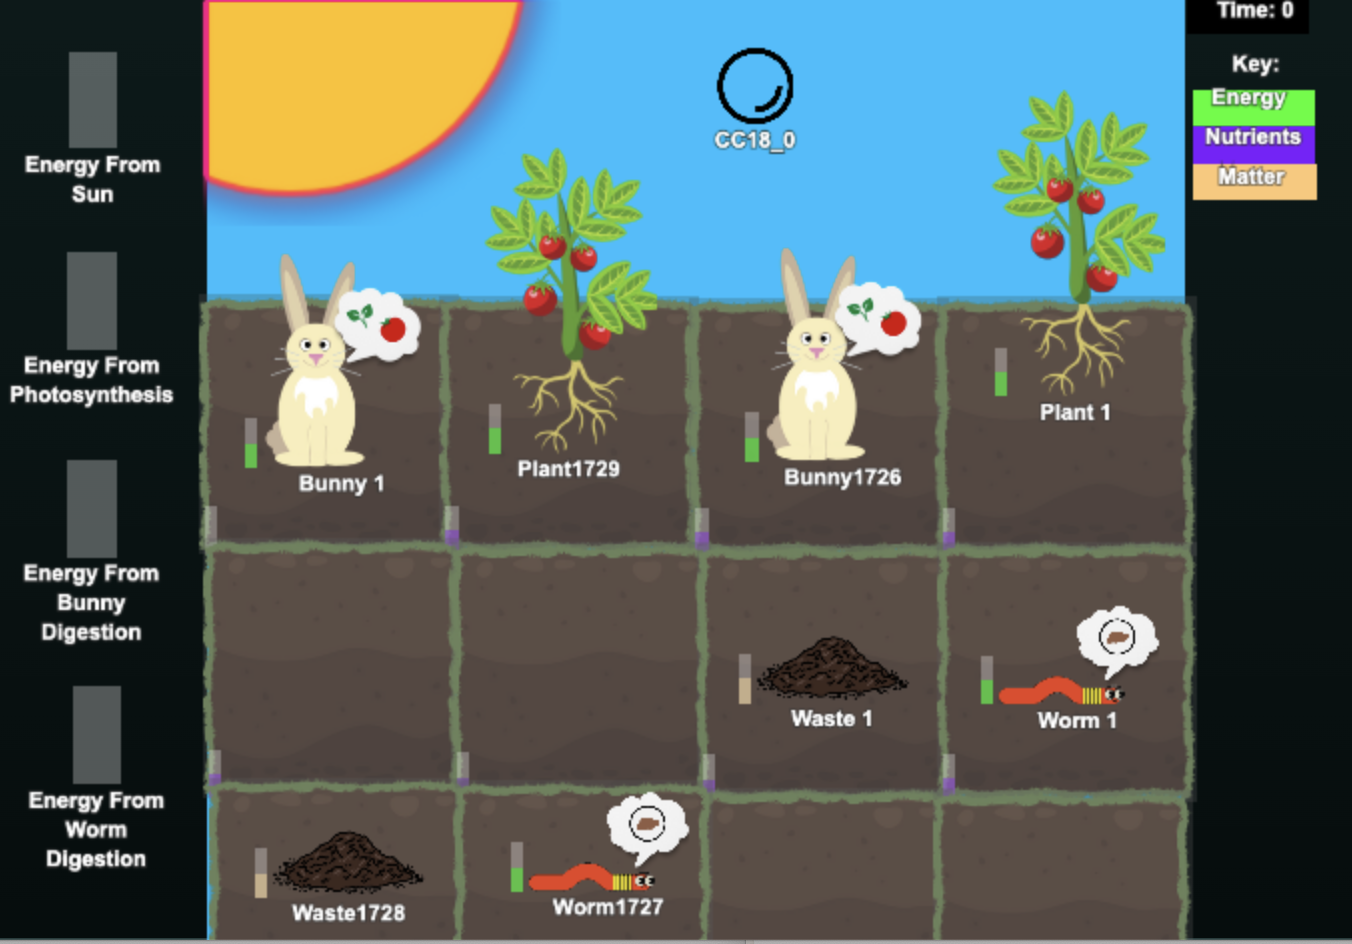 Time: 0
Key:
Energy
Nutrients
Matter
CC18_0
Energy From
Sun
Energy From
Photosynthesis
Energy From
Bunny
Digestion
Energy From
Worm
Digestion
Plant 1
Bunny 1
Plant1729
Bunny1726
Waste 1
Worm 1
Waste1728
Worm1727